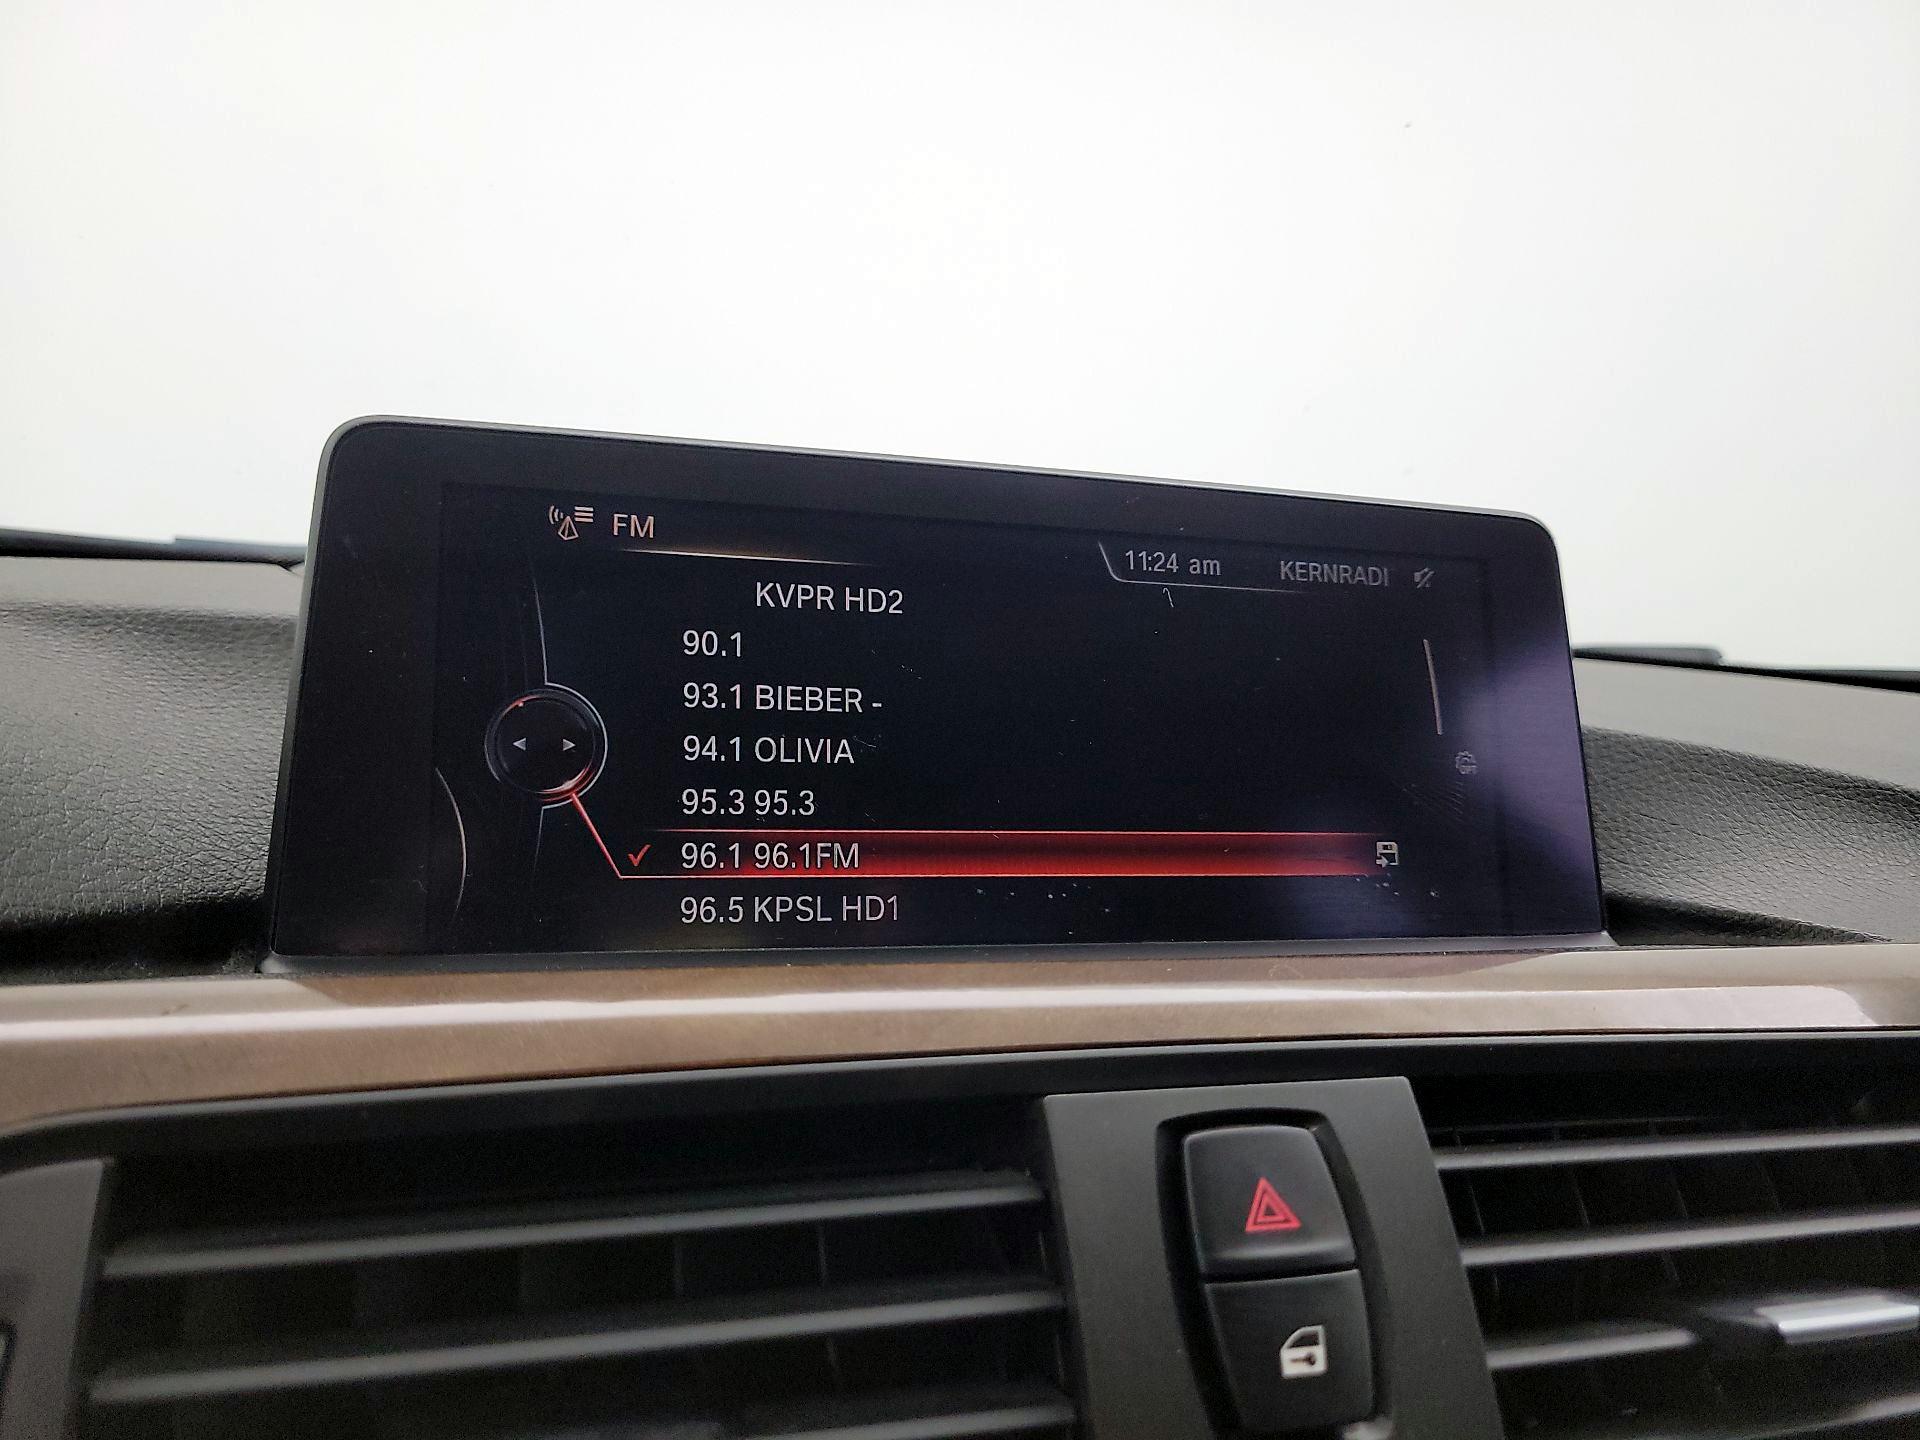 FM
11:24 am KERNRADI
KVPR HD2
90.1
93.1 BIEBER -
94.1 OLIVIA
95.3 95.3
96.1 96.1FM
96.5 KPSL HD1